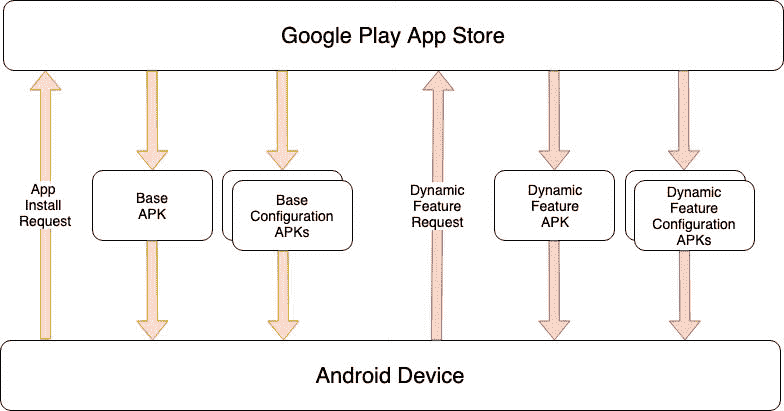 Google Play App Store
App
Install
Request
Base
APK
Base
Configuration
APKs
Dynamic
Feature
Request
Dynamic
Feature
APK
Dynamic
Feature
Configuration
APKs
Android Device